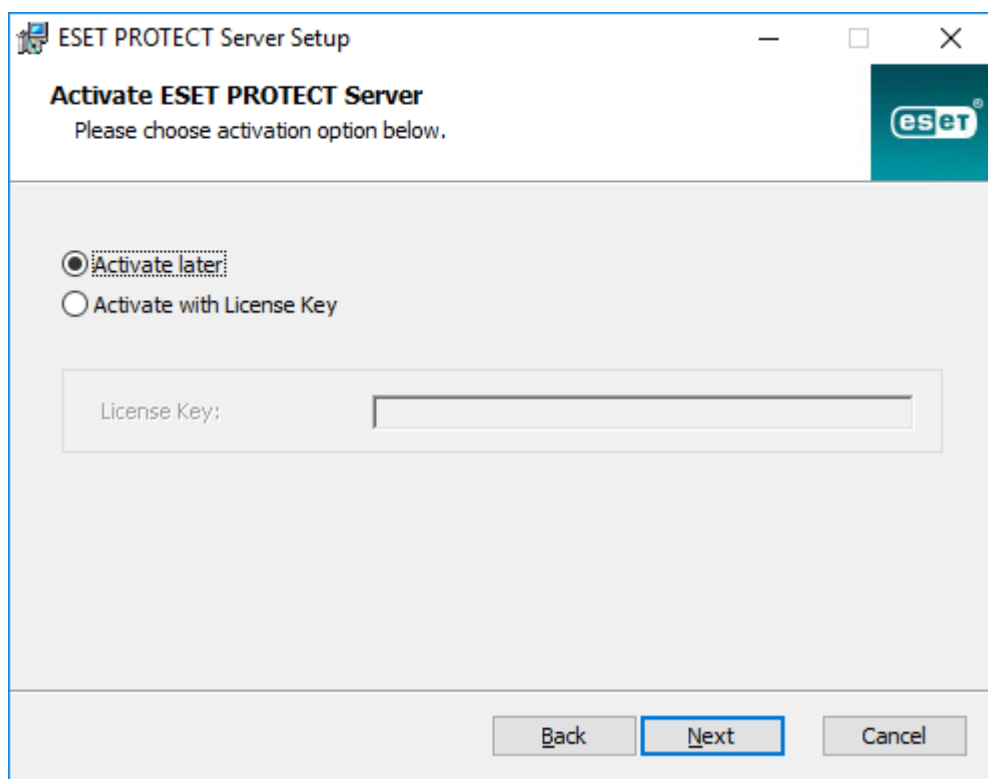 ESET PROTECT Server Setup
Activate ESET PROTECT Server
Please choose activation option below.
eseT®
Activate later
Activate with License Key
License Key:
Back Next Cancel